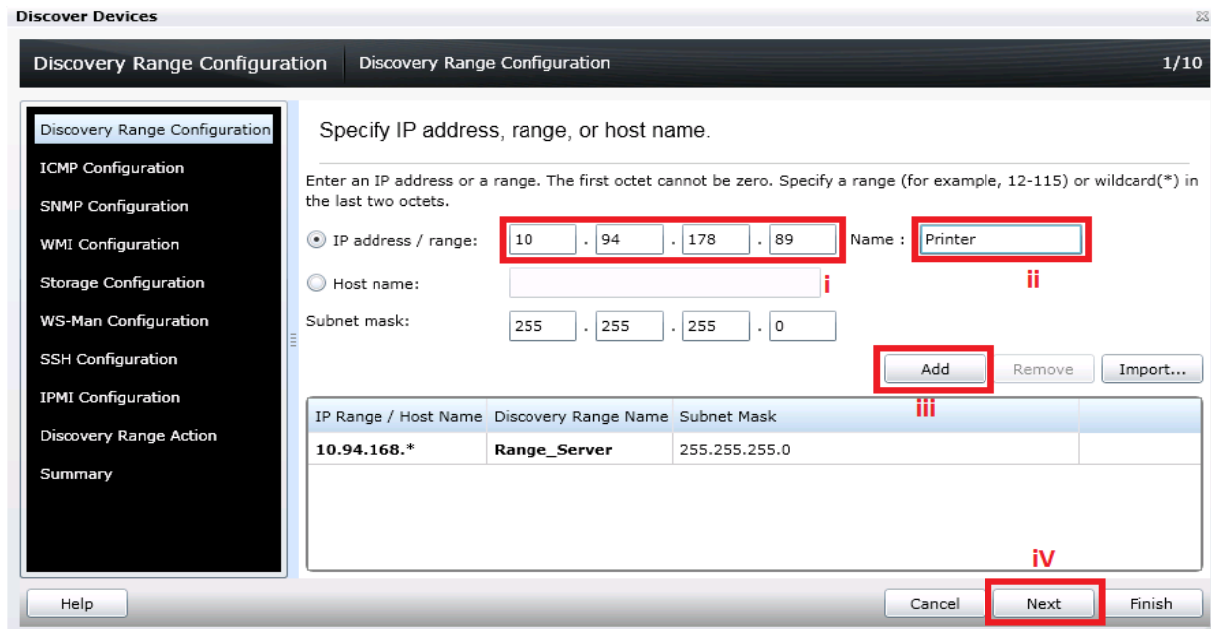 Discover Devices
Discovery Range Configuration Discovery Range Configuration 1/10
Discovery Range Configuration
ICMP Configuration
SNMP Configuration
WMI Configuration
Storage Configuration
WS-Man Configuration
SSH Configuration
IPMI Configuration
Discovery Range Action
Summary
Specify IP address, range, or host name.
Enter an IP address or a range. The first octet cannot be zero. Specify a range (for example, 12-115) or wildcard(*) in
the last two octets.
IP address / range: 10 . 94 . 178 . 89 Name : Printer
Host name: i ii
Subnet mask: 255 . 255 . 255 . 0
Add Remove Import...
iii
IP Range / Host Name Discovery Range Name Subnet Mask
10.94.168.* Range_Server 255.255.255.0
iV
Help Cancel Next Finish